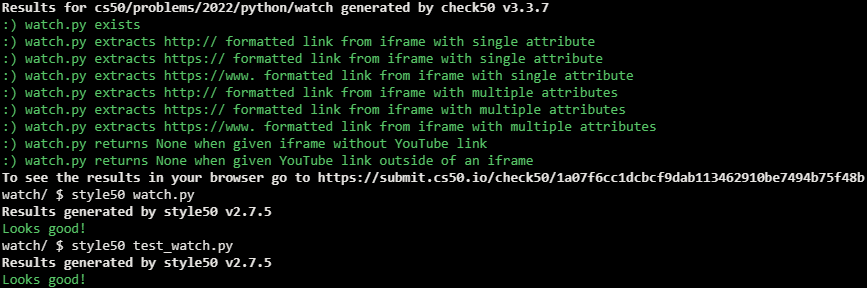 Results for cs50/problems/2022/python/watch generated by check50 v3.3.7
:) watch.py exists
:) watch.py extracts http:// formatted link from iframe with single attribute
:) watch.py extracts https:// formatted link from iframe with single attribute
:) watch.py extracts https://www. formatted link from iframe with single attribute
:) watch.py extracts http:// formatted link from iframe with multiple attributes
:) watch.py extracts https:// formatted link from iframe with multiple attributes
:) watch.py extracts https://www. formatted link from iframe with multiple attributes
:) watch.py returns None when given iframe without YouTube link
:) watch.py returns None when given YouTube link outside of an iframe
To see the results in your browser go to https://submit.cs50.io/check50/1a07f6cc1dcbcf9dab113462910be7494b75f48b
watch/ $ style50 watch.py
Results generated by style50 v2.7.5
Looks good!
watch/ $ style50 test_watch.py
Results generated by style50 v2.7.5
Looks good!